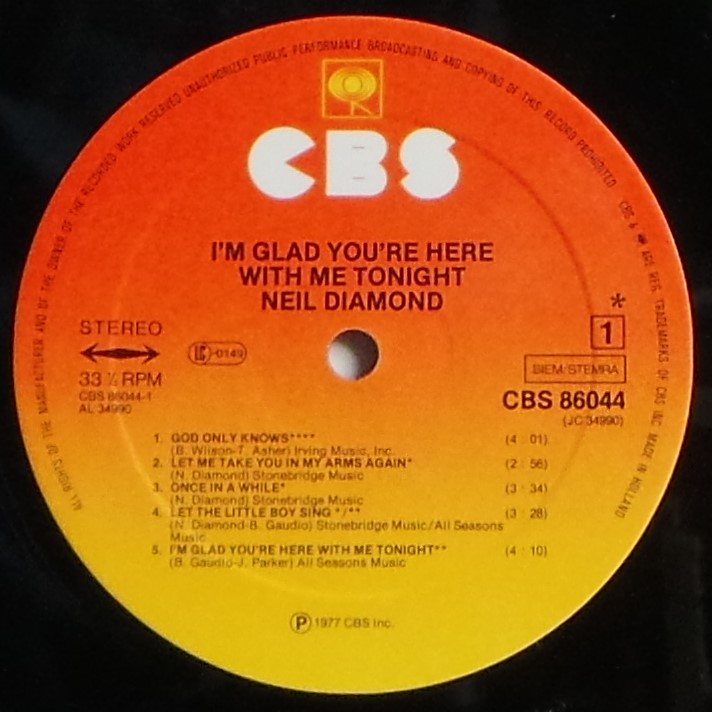 ALL RIGHTS OF THE MANUFACTURER AND OF THE OWNER OF THE RECORDED WORK RESERVED UNAUTHORIZED PUBLIC PERFORMANCE BROADCASTING AND COPYING OF THIS RECORD PROHIBITED. CBS & ARE REG. TRADEMARKS OF CBS INC MADE IN HOLLAND
CBS
I'M GLAD YOU'RE HERE
WITH ME TONIGHT
NEIL DIAMOND
STEREO
33 ⅓ RPM
CBS 86044-1
AL 34990
LC 0149
*
1
BIEM/STEMRA
CBS 86044
(JC 34990)
1. GOD ONLY KNOWS**** (4 : 01)
(B. Wilson-T. Asher) Irving Music, Inc.
2. LET ME TAKE YOU IN MY ARMS AGAIN* (2 : 56)
(N. Diamond) Stonebridge Music
3. ONCE IN A WHILE* (3 : 34)
(N. Diamond) Stonebridge Music
4. LET THE LITTLE BOY SING */** (3 : 28)
(N. Diamond-B. Gaudio) Stonebridge Music/All Seasons
Music
5. I'M GLAD YOU'RE HERE WITH ME TONIGHT** (4 : 10)
(B. Gaudio-J. Parker) All Seasons Music
Ⓟ 1977 CBS Inc.